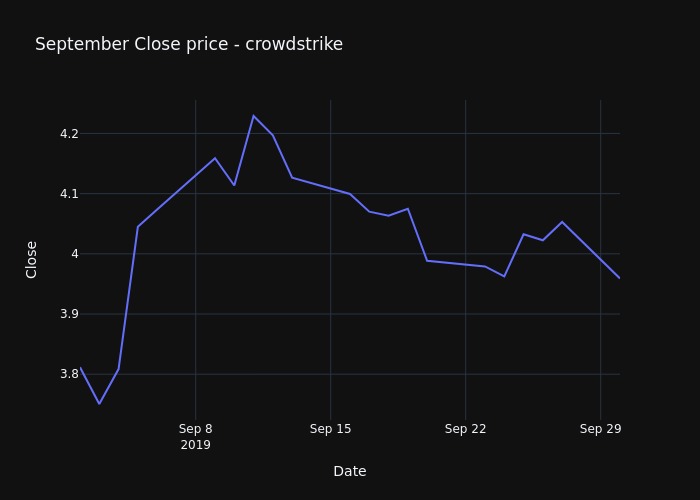 September Close price - crowdstrike
4.2
4.1
4
3.9
3.8
Close
Sep 8
2019
Sep 15
Sep 22
Sep 29
Date